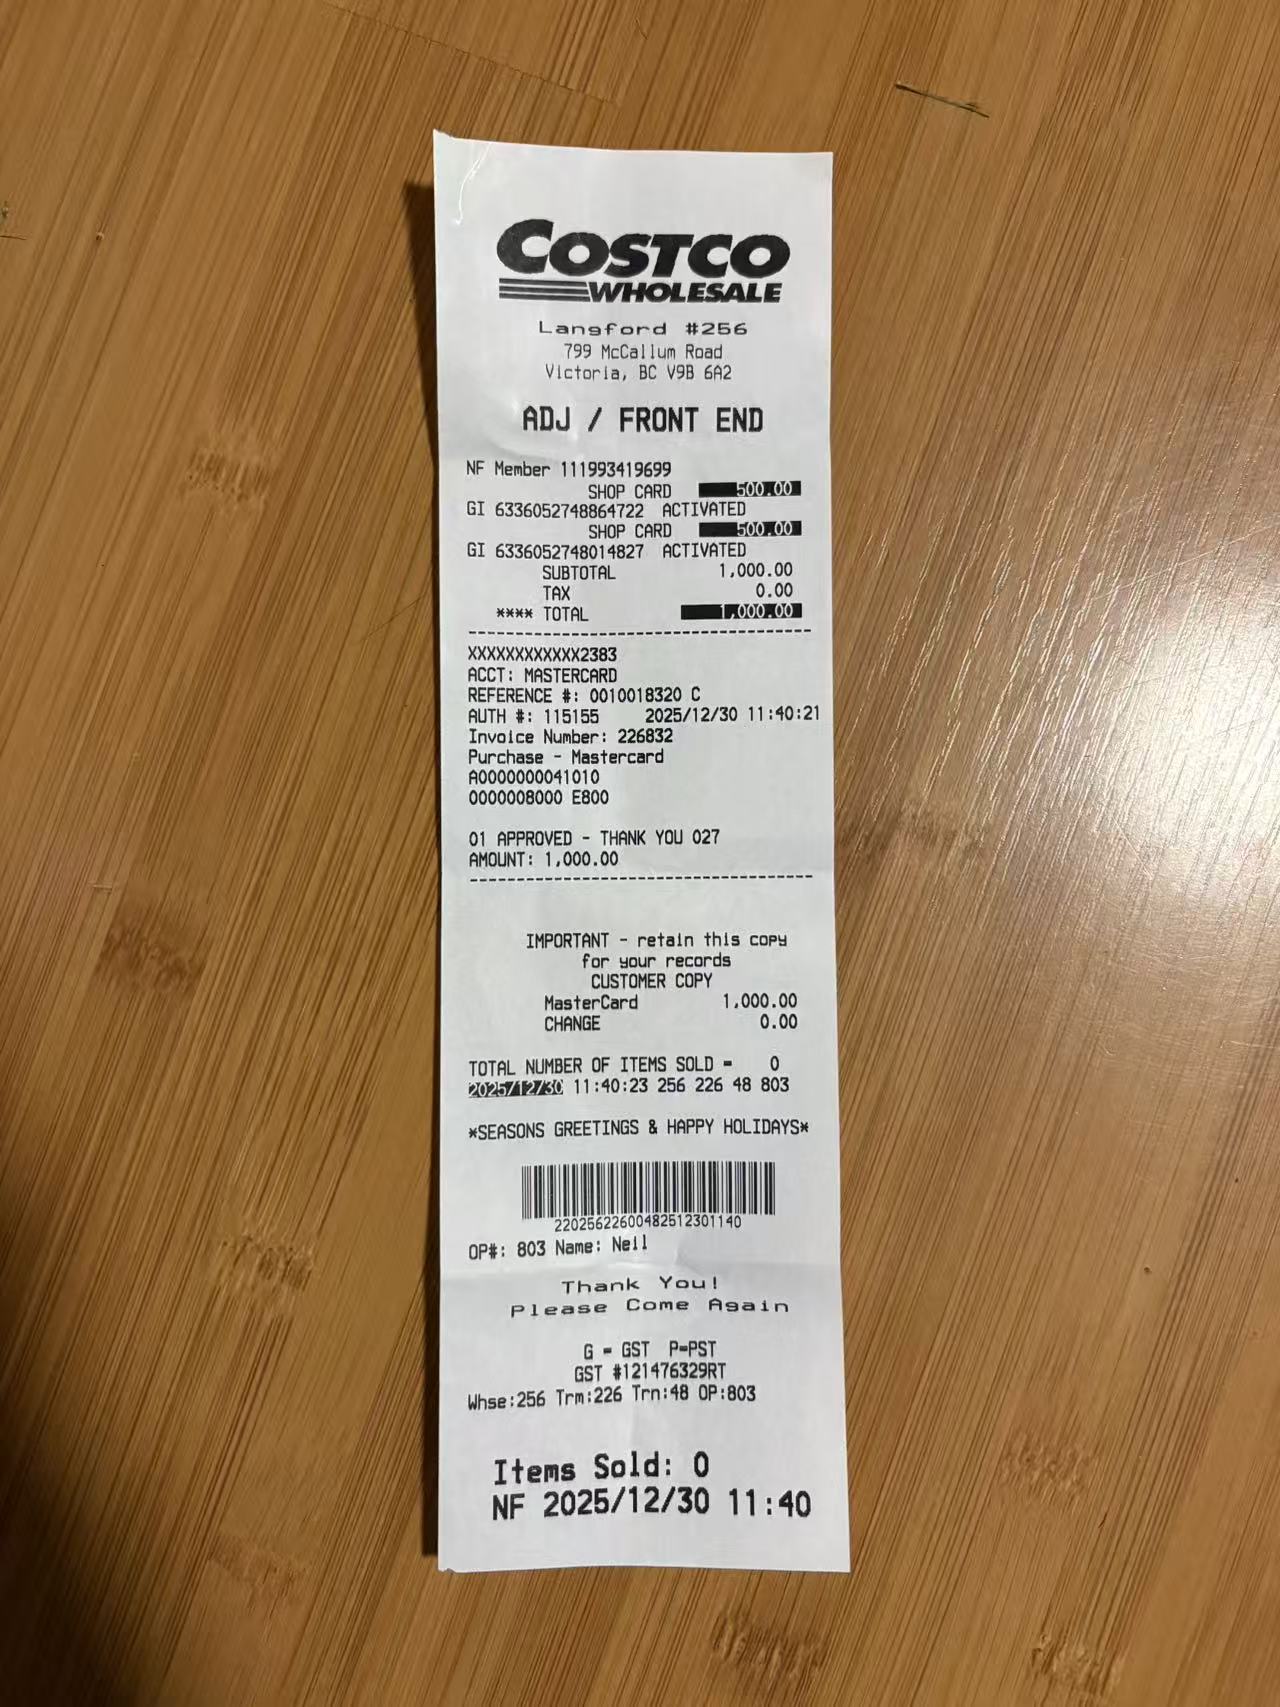 COSTCO
WHOLESALE
Langford #256
799 McCallum Road
Victoria, BC V9B 6A2
ADJ / FRONT END
NF Member 111993419699
SHOP CARD 500.00
GI 6336052748864722 ACTIVATED
SHOP CARD 500.00
GI 6336052748014827 ACTIVATED
SUBTOTAL 1,000.00
TAX 0.00
**** TOTAL 1,000.00
XXXXXXXXXXXX2383
ACCT: MASTERCARD
REFERENCE #: 0010018320 C
AUTH #: 115155 2025/12/30 11:40:21
Invoice Number: 226832
Purchase - Mastercard
A0000000041010
0000008000 E800
01 APPROVED - THANK YOU 027
AMOUNT: 1,000.00
IMPORTANT - retain this copy
for your records
CUSTOMER COPY
MasterCard 1,000.00
CHANGE 0.00
TOTAL NUMBER OF ITEMS SOLD = 0
2025/12/30 11:40:23 256 226 48 803
*SEASONS GREETINGS & HAPPY HOLIDAYS*
22025622600482512301140
OP#: 803 Name: Neil
Thank You!
Please Come Again
G = GST P=PST
GST #121476329RT
Whse:256 Trm:226 Trn:48 OP:803
Items Sold: 0
NF 2025/12/30 11:40